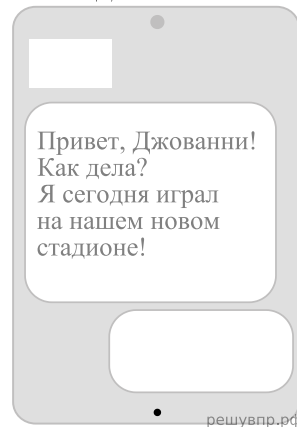 Привет, Джованни!
Как дела?
Я сегодня играл
на нашем новом
стадионе!
решувпр.рф